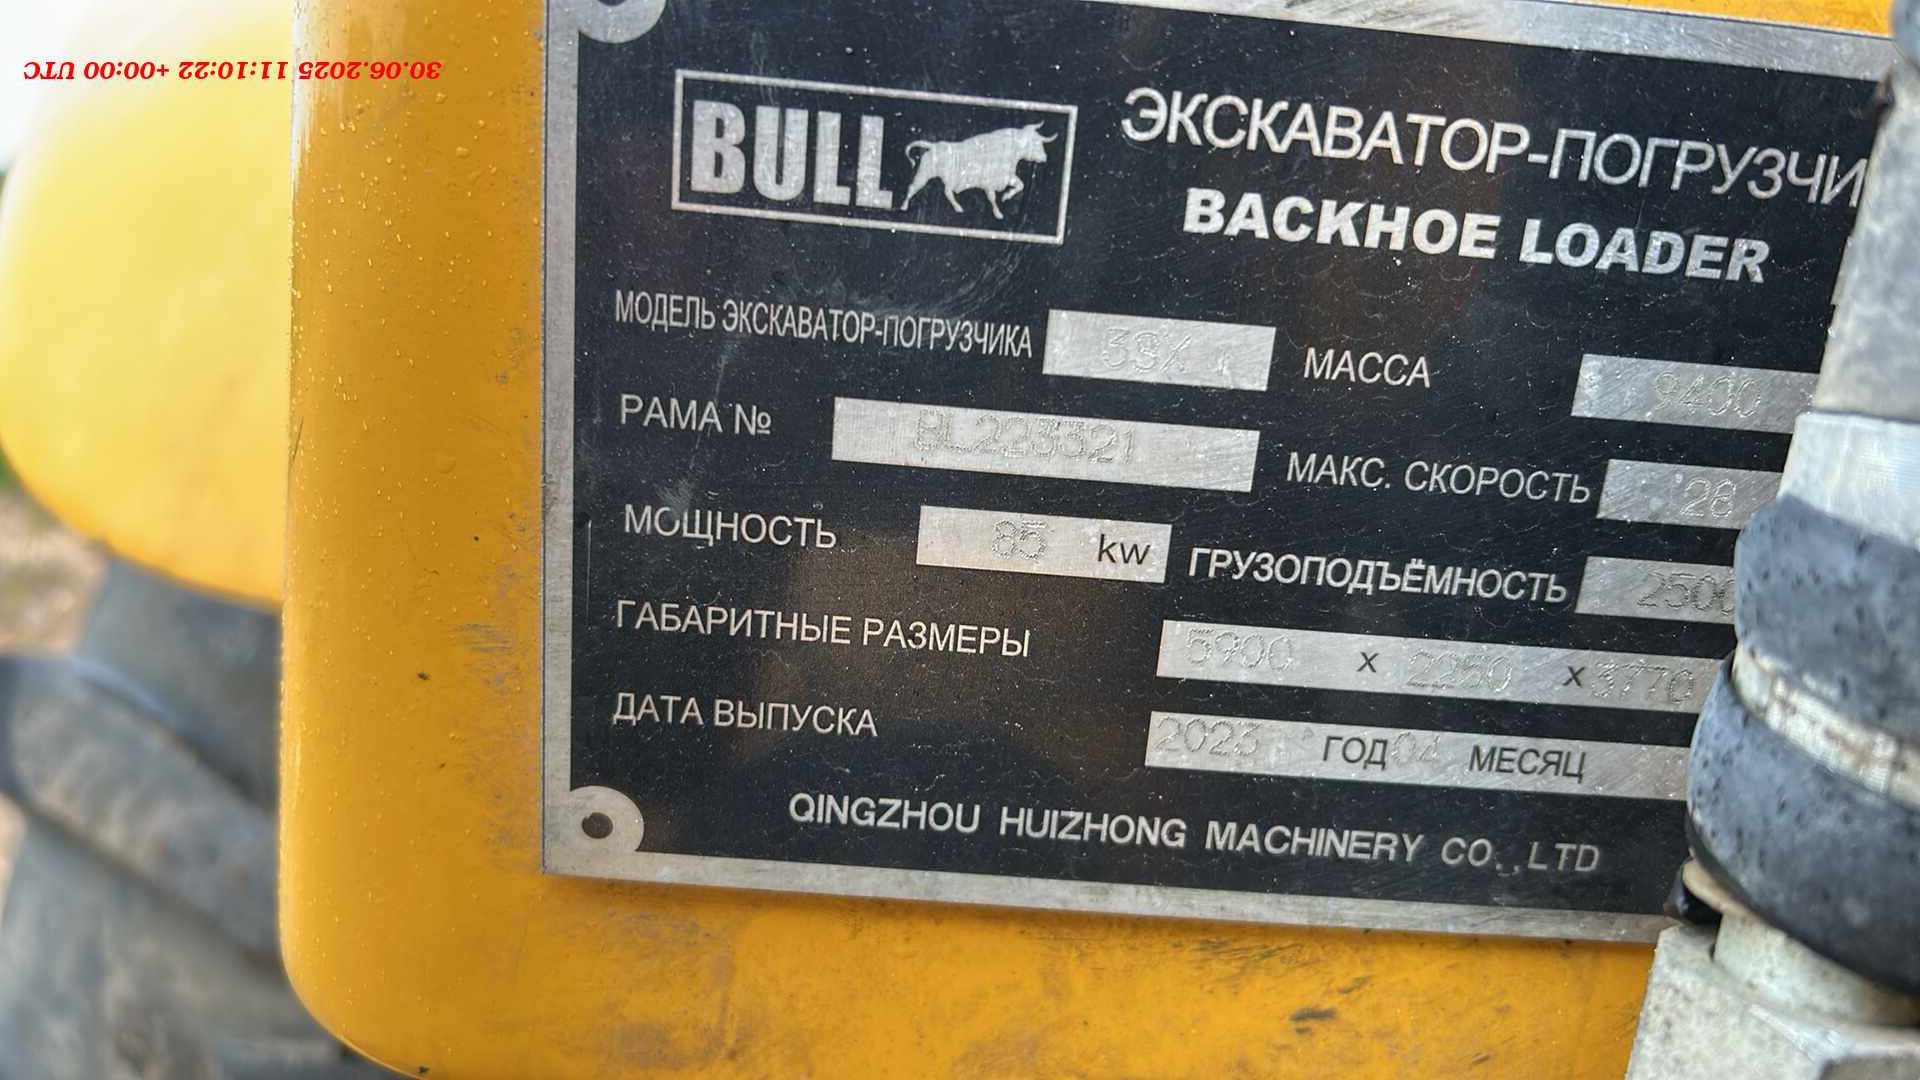 30.06.2025 11:10:22 +00:00 UTC
BULL
ЭКСКАВАТОР-ПОГРУЗЧИ
BACKHOE LOADER
МОДЕЛЬ ЭКСКАВАТОР-ПОГРУЗЧИКА
МАССА 9400
РАМА № BL223321
МАКС. СКОРОСТЬ 28
МОЩНОСТЬ 85 kw
ГРУЗОПОДЪЁМНОСТЬ 2500
ГАБАРИТНЫЕ РАЗМЕРЫ 5900 x 2250 x 3770
ДАТА ВЫПУСКА 2023 ГОД 04 МЕСЯЦ
QINGZHOU HUIZHONG MACHINERY CO.,LTD